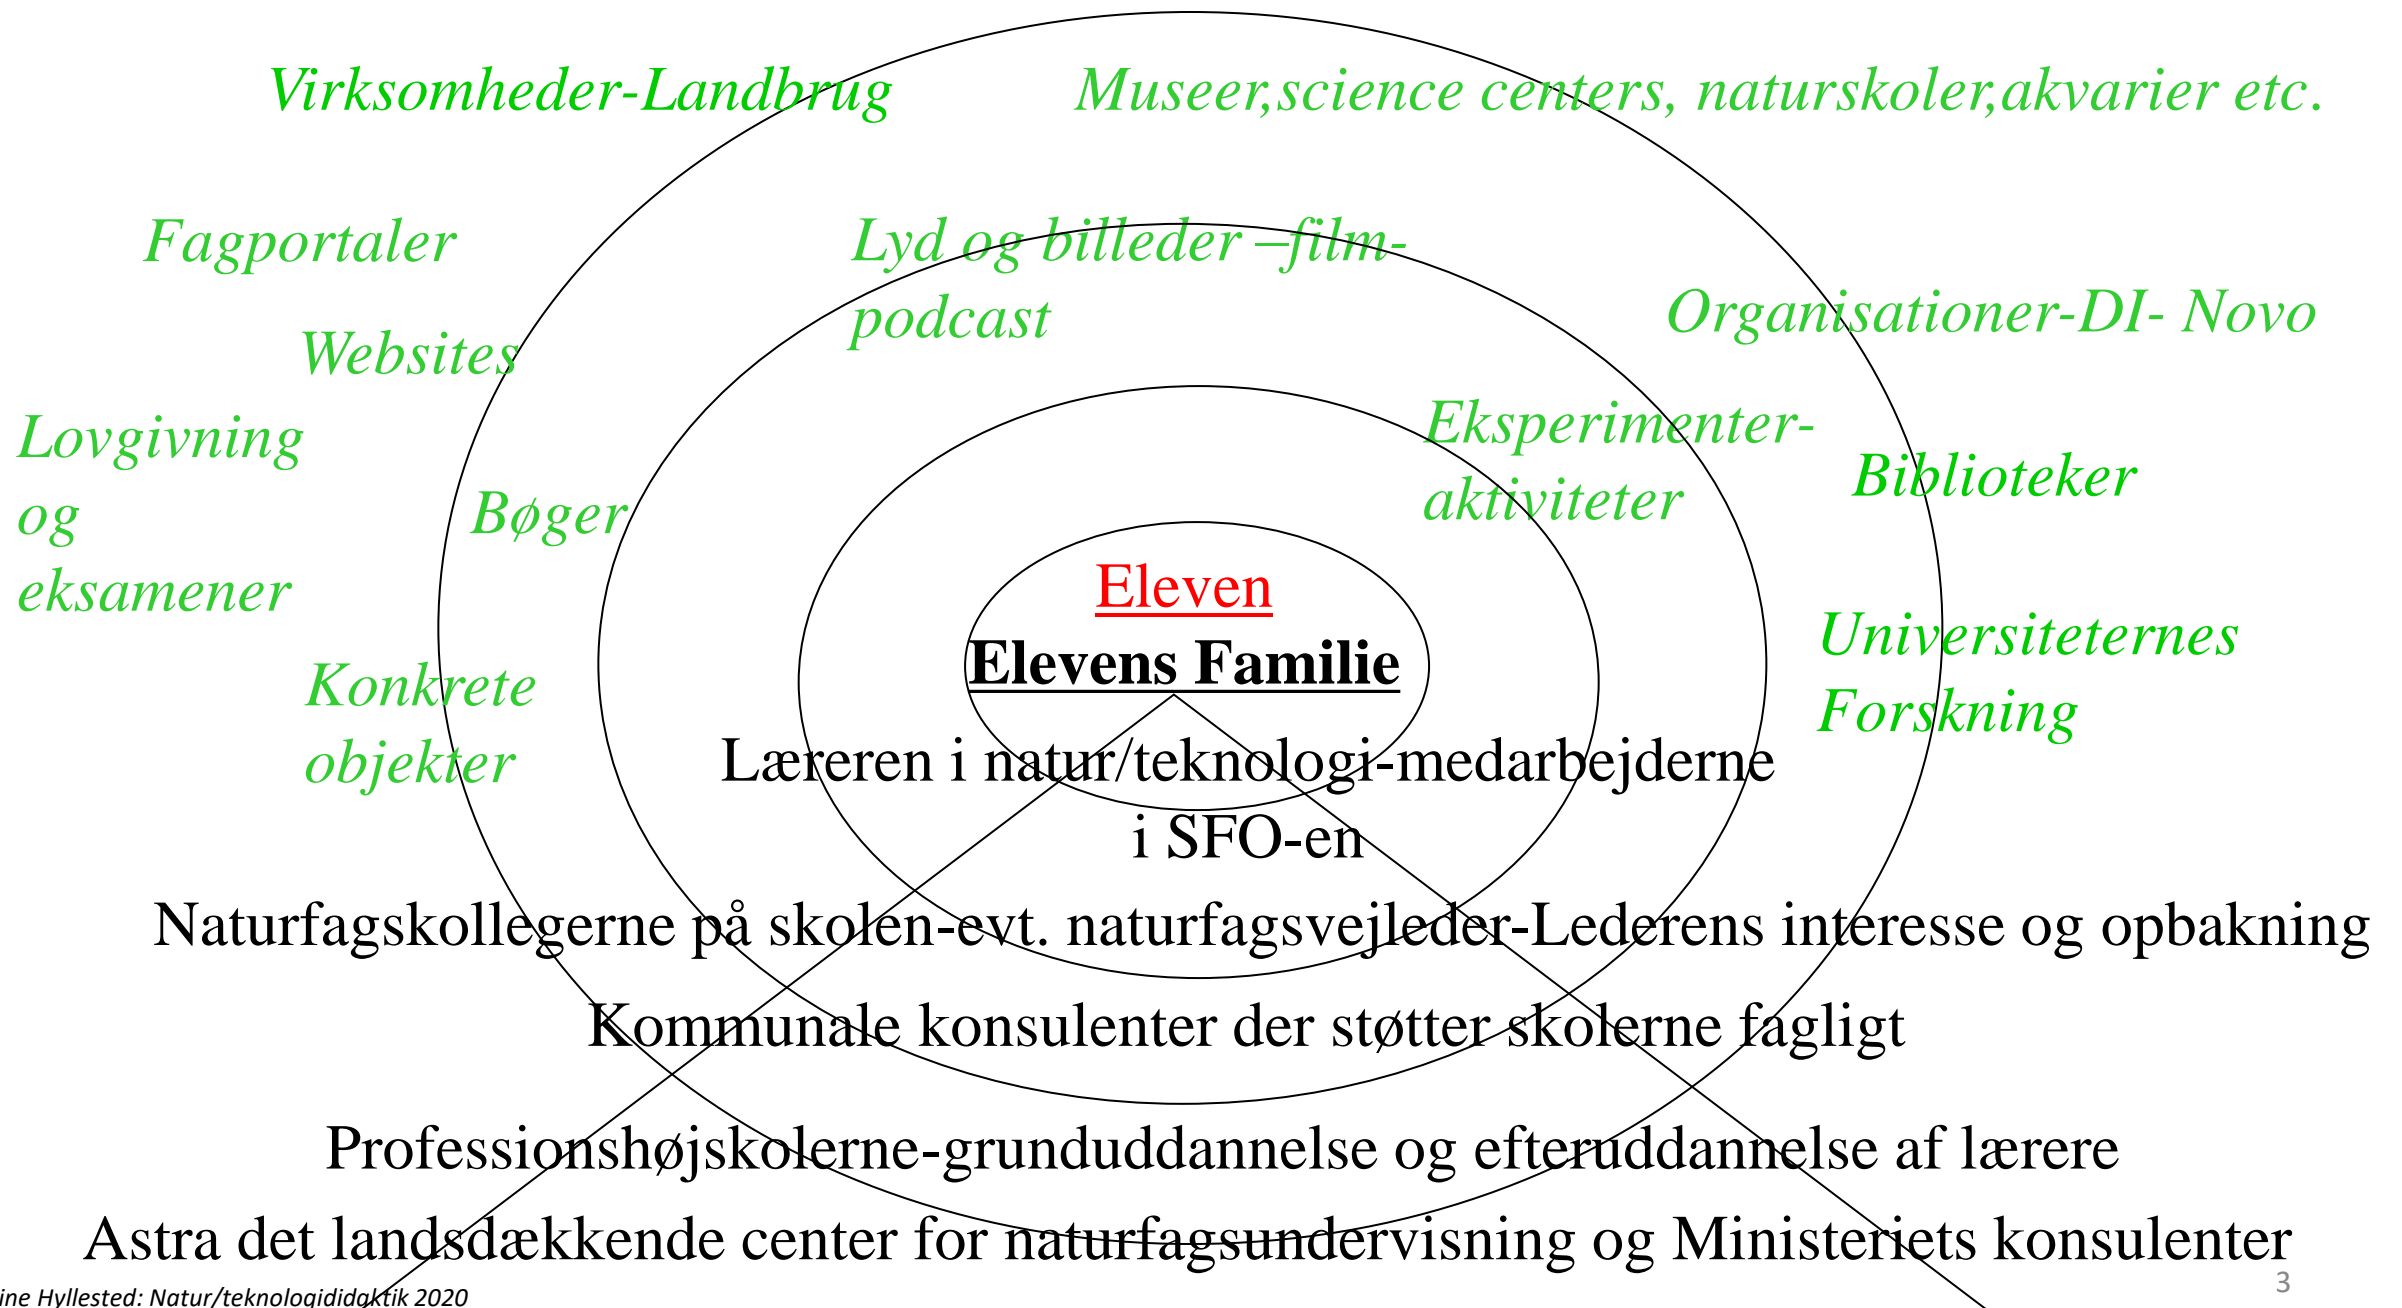 Virksomheder-Landbrug
Museer,science centers, naturskoler,akvarier etc.
Fagportaler
Lyd og billeder –film-
podcast
Websites
Organisationer-DI- Novo
Lovgivning
og
eksamener
Bøger
Eksperimenter-
aktiviteter
Biblioteker
Eleven
Elevens Familie
Universiteternes
Forskning
Konkrete
objekter
Læreren i natur/teknologi-medarbejderne
i SFO-en
Naturfagskollegerne på skolen-evt. naturfagsvejleder-Lederens interesse og opbakning
Kommunale konsulenter der støtter skolerne fagligt
Professionshøjskolerne-grunduddannelse og efteruddannelse af lærere
Astra det landsdækkende center for naturfagsundervisning og Ministeriets konsulenter
ine Hyllested: Natur/teknologididaktik 2020
3